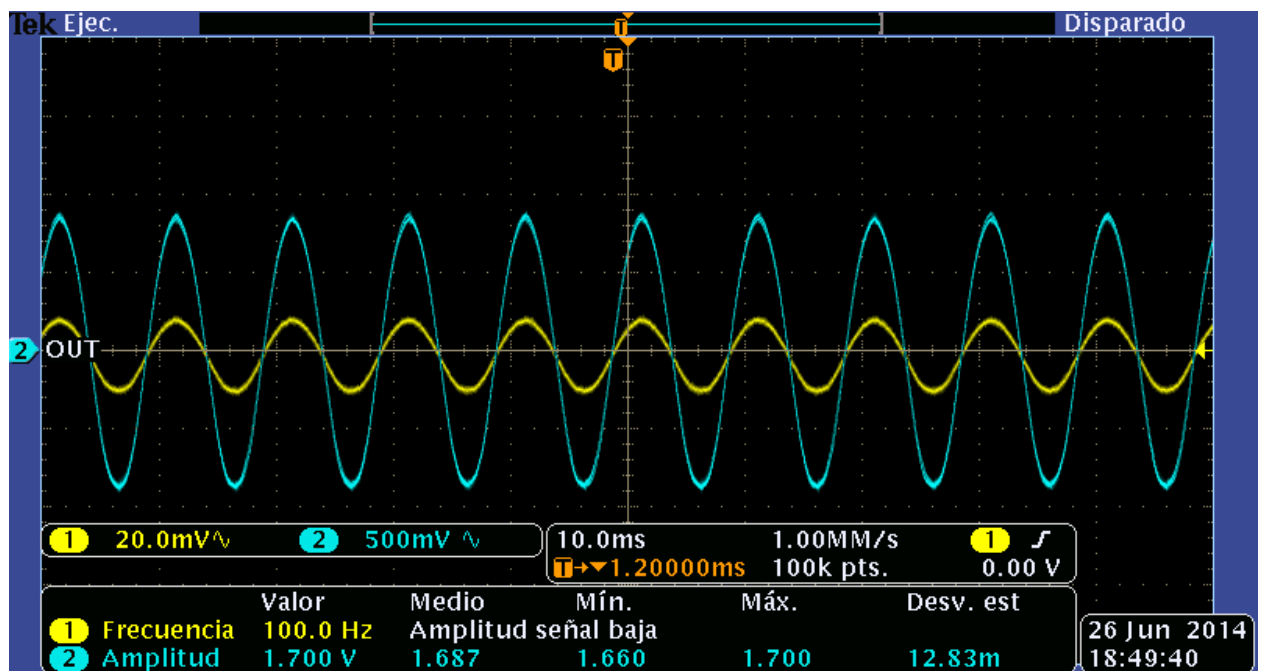 Tek Ejec. T Disparado
T
2 OUT
1 20.0mV∿ 2 500mV ∿ 10.0ms 1.00MM/s 1
T→▼1.20000ms 100k pts. 0.00 V
Valor Medio Mín. Máx. Desv. est
1 Frecuencia 100.0 Hz Amplitud señal baja
2 Amplitud 1.700 V 1.687 1.660 1.700 12.83m
26 Jun 2014
18:49:40